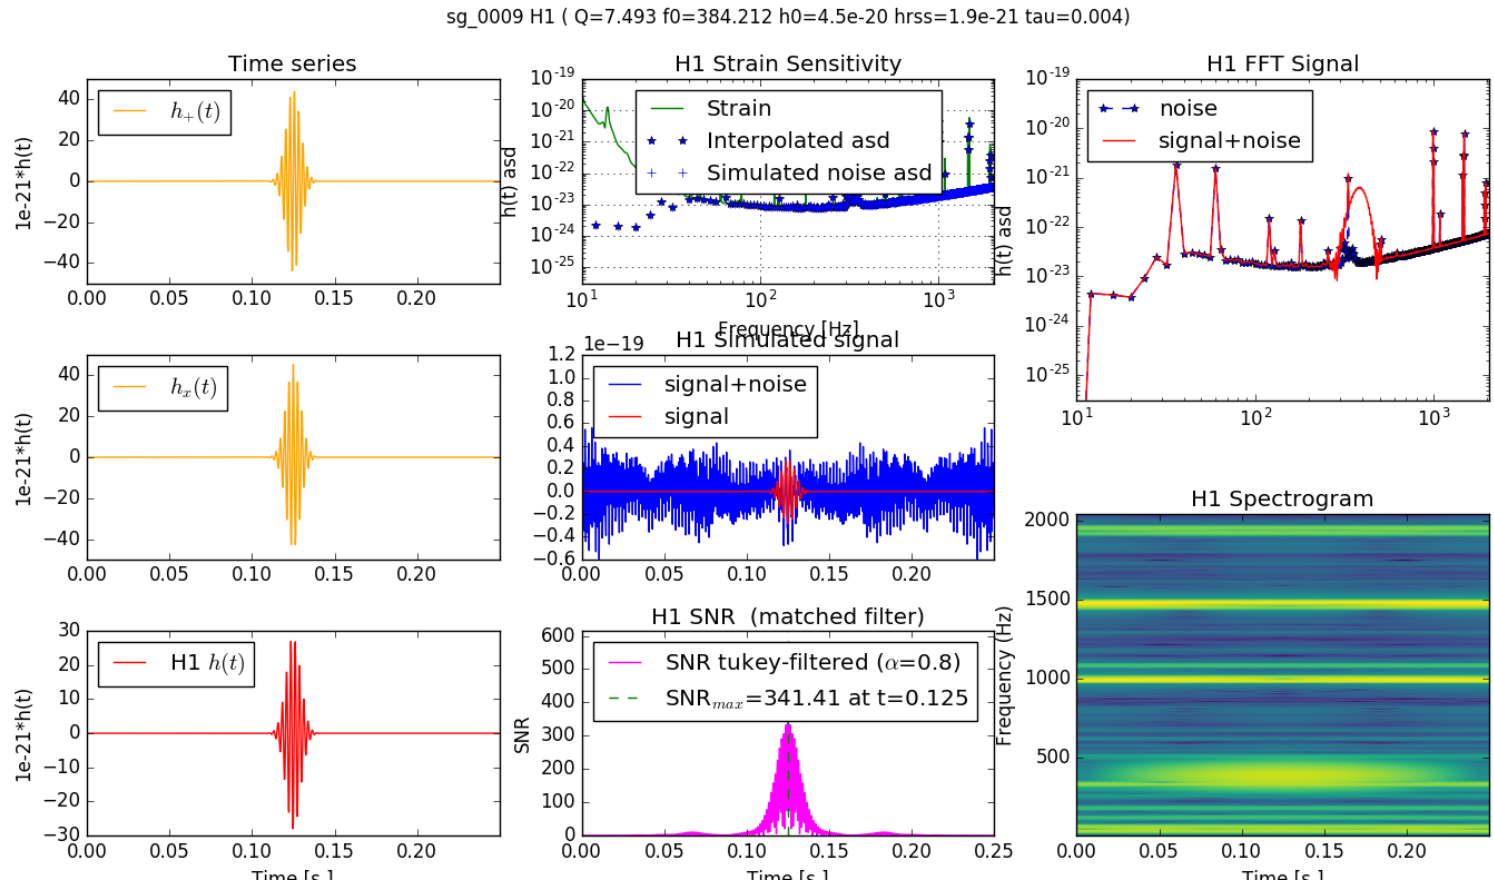 sg_0009 H1 ( Q=7.493 f0=384.212 h0=4.5e-20 hrss=1.9e-21 tau=0.004)
Time series
1e-21*h(t)
h₊(t)
40
20
0
−20
−40
0.00 0.05 0.10 0.15 0.20
H1 Strain Sensitivity
h(t) asd
Strain
Interpolated asd
Simulated noise asd
10⁻¹⁹
10⁻²⁰
10⁻²¹
10⁻²²
10⁻²³
10⁻²⁴
10⁻²⁵
10¹ 10² 10³
Frequency [Hz]
H1 FFT Signal
h(t) asd
noise
signal+noise
10⁻¹⁹
10⁻²⁰
10⁻²¹
10⁻²²
10⁻²³
10⁻²⁴
10⁻²⁵
10¹ 10² 10³
1e-21*h(t)
hₓ(t)
40
20
0
−20
−40
0.00 0.05 0.10 0.15 0.20
H1 Simulated signal
1e−19
signal+noise
signal
1.2
1.0
0.8
0.6
0.4
0.2
0.0
−0.2
−0.4
−0.6
0.00 0.05 0.10 0.15 0.20
1e-21*h(t)
H1 h(t)
30
20
10
0
−10
−20
−30
0.00 0.05 0.10 0.15 0.20
Time [s.]
H1 SNR (matched filter)
SNR
SNR tukey-filtered (α=0.8)
SNRₘₐₓ=341.41 at t=0.125
600
500
400
300
200
100
0
0.00 0.05 0.10 0.15 0.20 0.25
Time [s.]
H1 Spectrogram
Frequency (Hz)
2000
1500
1000
500
0.00 0.05 0.10 0.15 0.20
Time [s.]